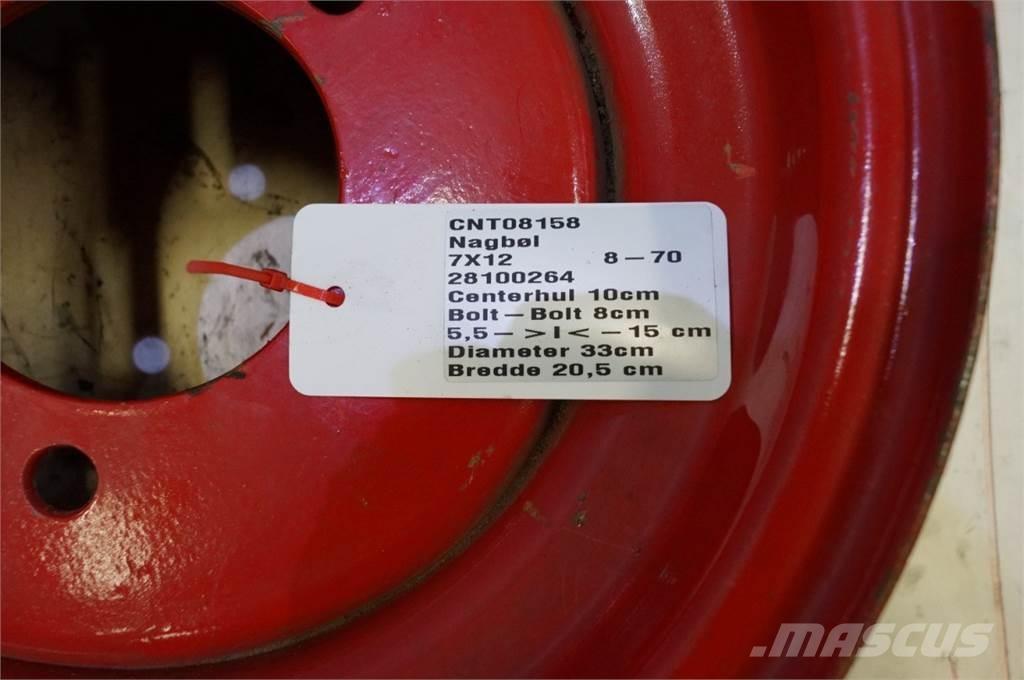 CNT08158
Nagbøl
7X12 8-70
28100264
Centerhul 10cm
Bolt-Bolt 8cm
5,5- >I< -15 cm
Diameter 33cm
Bredde 20,5 cm
MASCUS